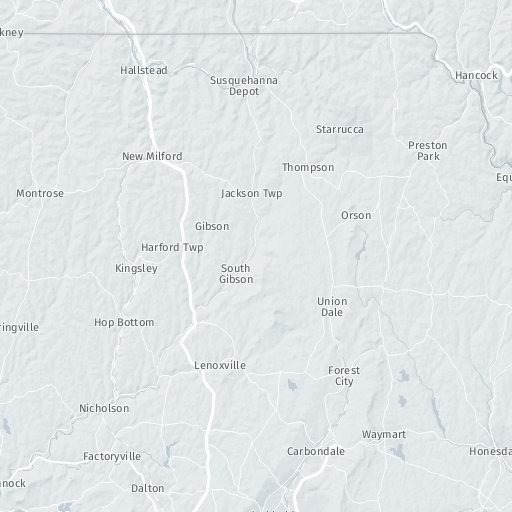 kney
Hallstead
Susquehanna
Depot
Hancock
Starrucca
Preston
Park
New Milford
Thompson
Equ
Montrose
Jackson Twp
Orson
Gibson
Harford Twp
Kingsley
South
Gibson
Union
Dale
ringville
Hop Bottom
Lenoxville
Forest
City
Nicholson
Waymart
Carbondale
Factoryville
Honesda
nock
Dalton